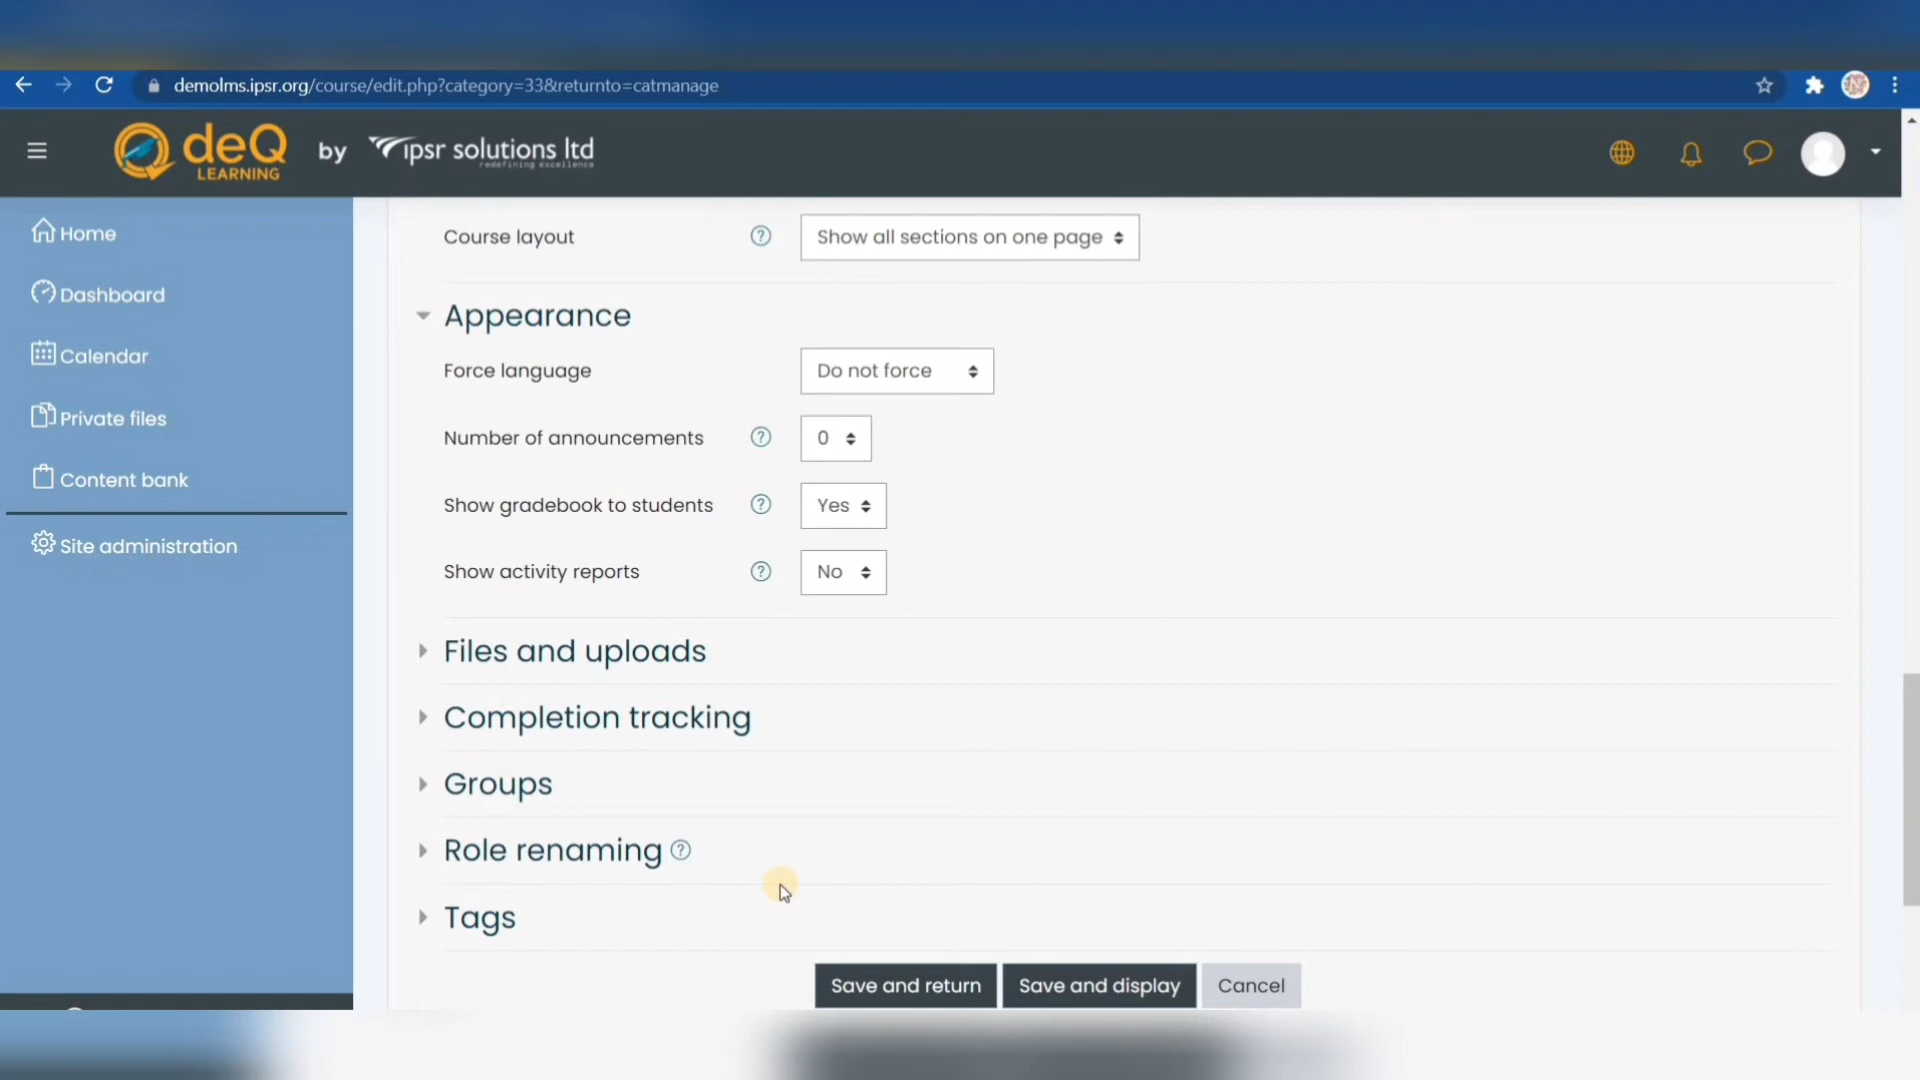 demolms.ipsr.org/course/edit.php?category=33&returnto=catmanage
deQ LEARNING by ipsr solutions ltd
redefining excellence
Home
Dashboard
Calendar
Private files
Content bank
Site administration
Course layout Show all sections on one page
Appearance
Force language Do not force
Number of announcements 0
Show gradebook to students Yes
Show activity reports No
Files and uploads
Completion tracking
Groups
Role renaming
Tags
Save and return Save and display Cancel